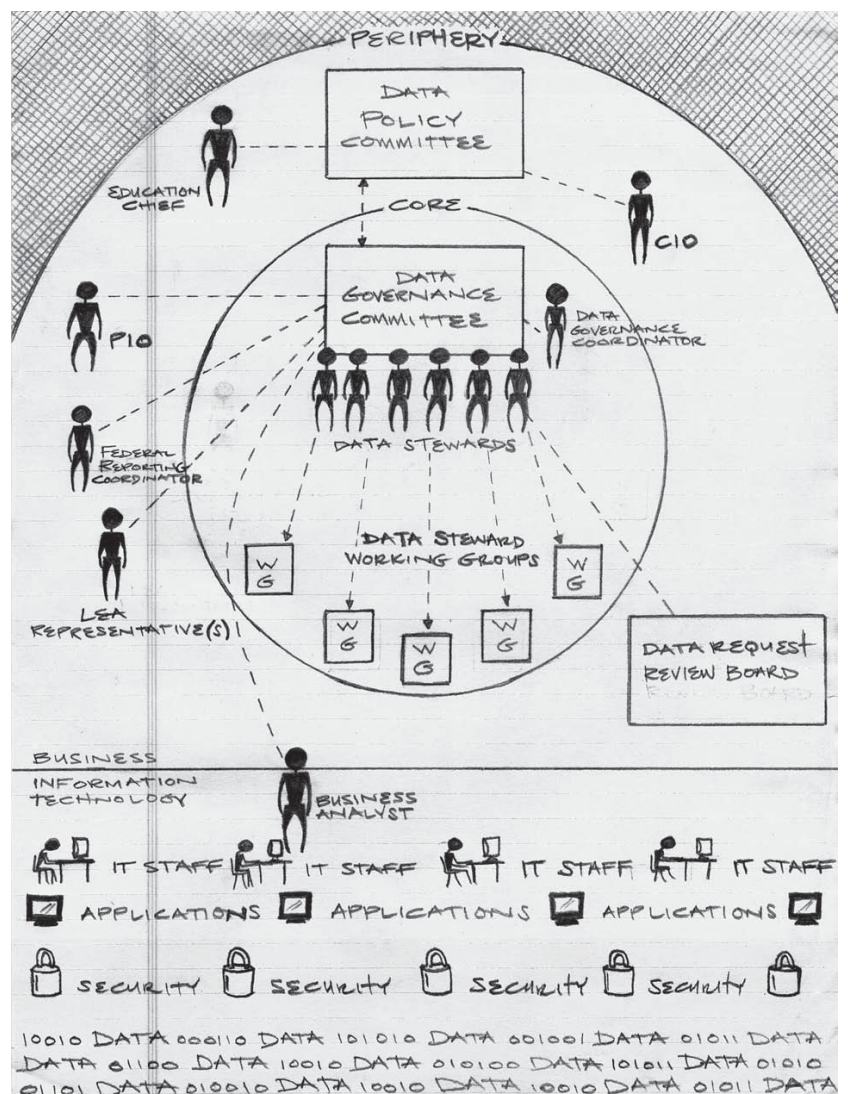 PERIPHERY
DATA
POLICY
COMMITTEE
EDUCATION
CHIEF
CIO
CORE
DATA
GOVERNANCE
COMMITTEE
DATA
GOVERNANCE
COORDINATOR
PIO
FEDERAL
REPORTING
COORDINATOR
DATA STEWARDS
LEA
REPRESENTATIVE(S)
DATA STEWARD
WORKING GROUPS
W
G
W
G
W
G
W
G
W
G
DATA REQUEST
REVIEW BOARD
REVIEW BOARD
BUSINESS
INFORMATION
TECHNOLOGY
BUSINESS
ANALYST
IT STAFF IT STAFF IT STAFF IT STAFF
APPLICATIONS APPLICATIONS APPLICATIONS
SECURITY SECURITY SECURITY SECURITY
10010 DATA 000110 DATA 101010 DATA 001001 DATA 01011 DATA
DATA 01100 DATA 10010 DATA 010100 DATA 101011 DATA 01010
01101 DATA 010010 DATA 10010 DATA 10010 DATA 01011 DATA